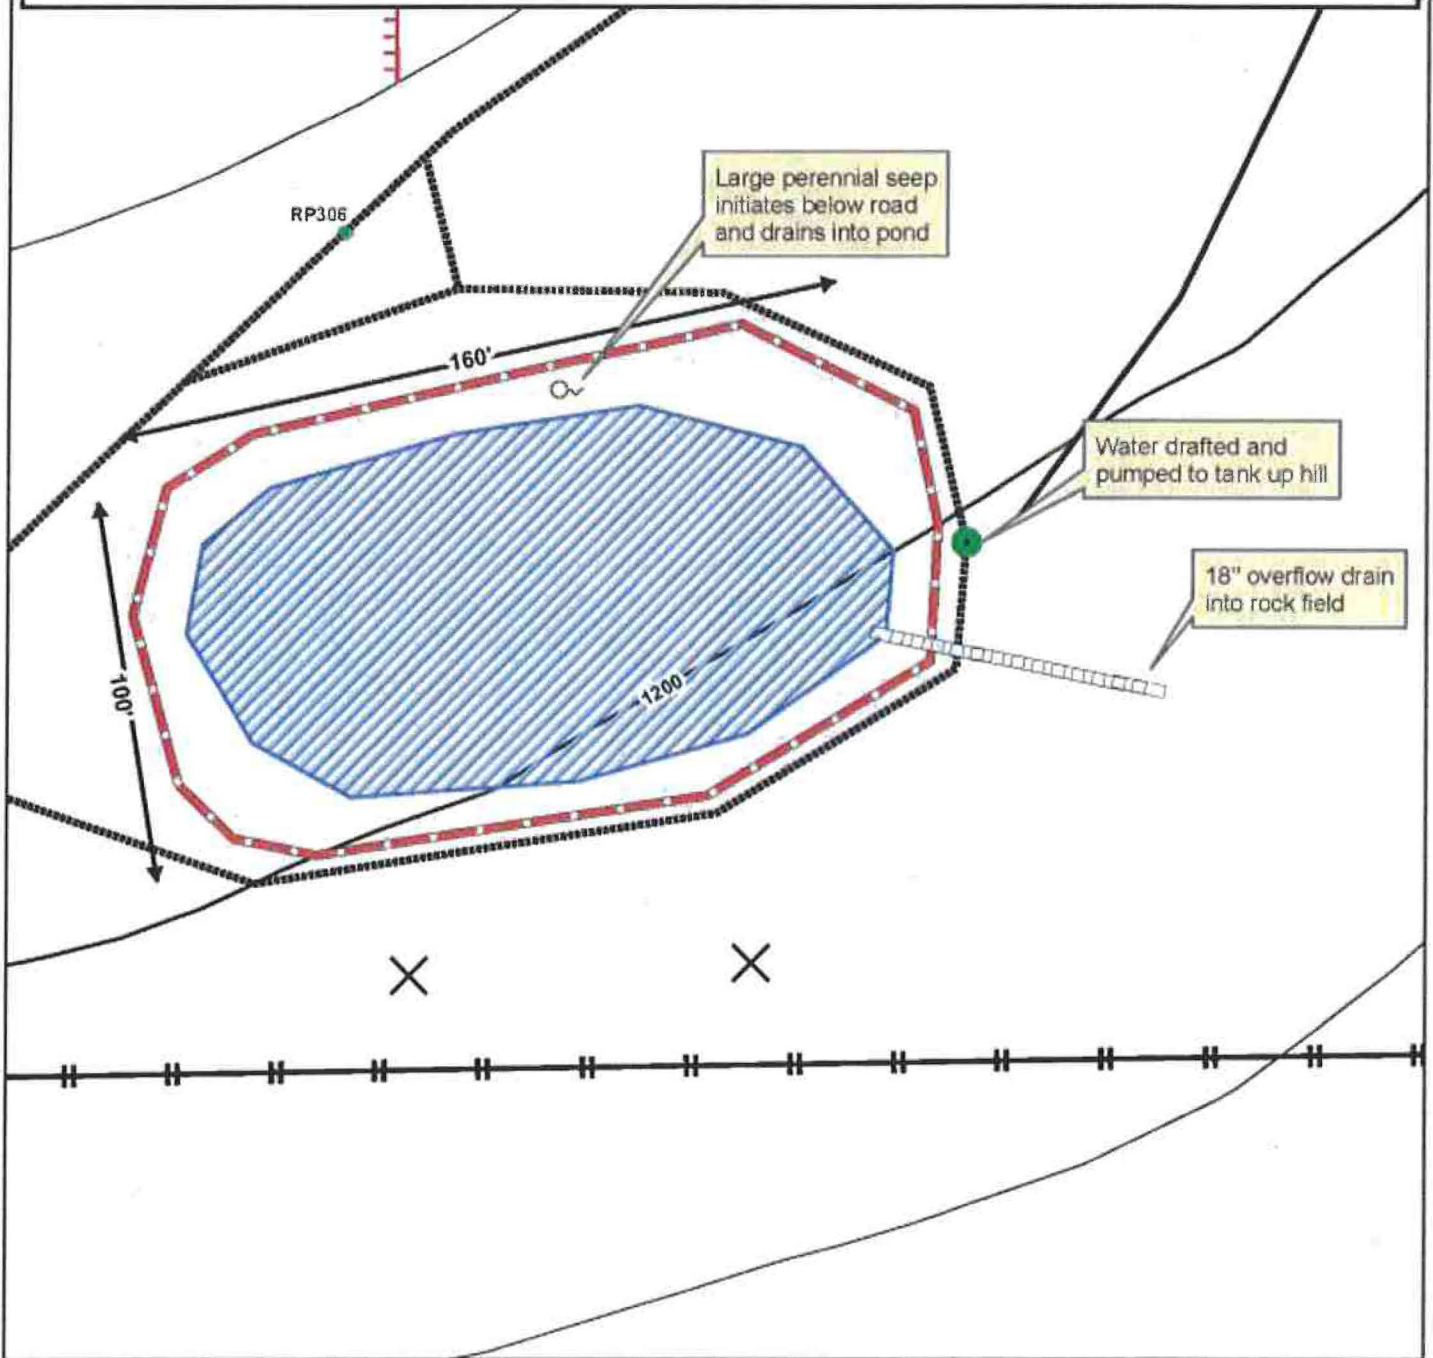 Large perennial seep
initiates below road
and drains into pond
RP306
160'
Water drafted and
pumped to tank up hill
18" overflow drain
into rock field
100'
1200